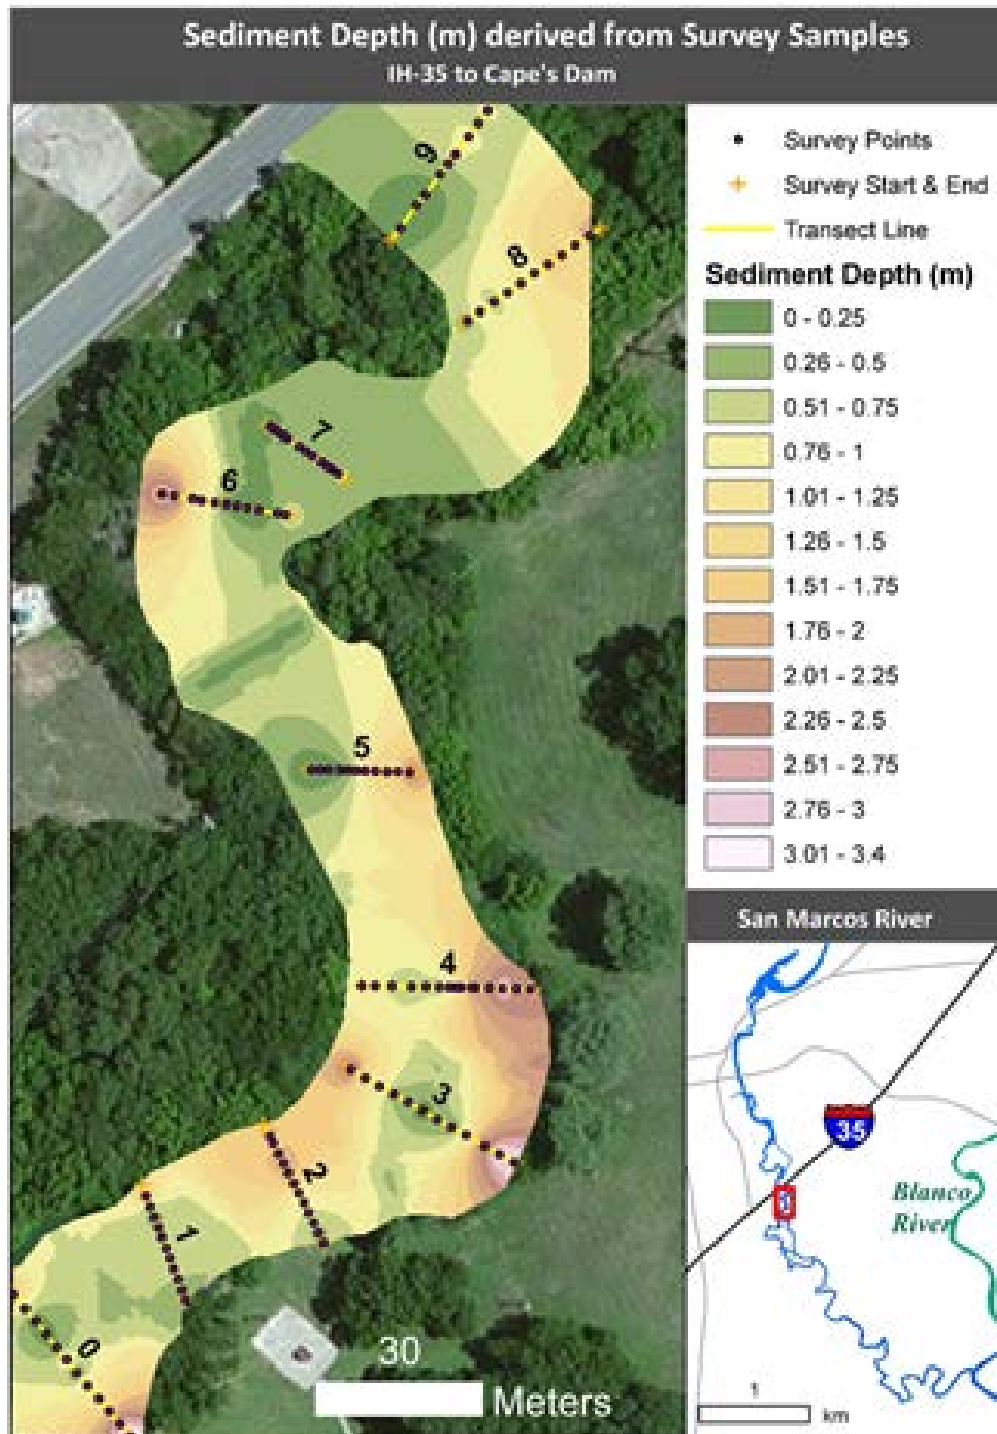 Sediment Depth (m) derived from Survey Samples
IH-35 to Cape's Dam
Survey Points
Survey Start & End
Transect Line
Sediment Depth (m)
0 - 0.25
0.26 - 0.5
0.51 - 0.75
0.76 - 1
1.01 - 1.25
1.26 - 1.5
1.51 - 1.75
1.76 - 2
2.01 - 2.25
2.26 - 2.5
2.51 - 2.75
2.76 - 3
3.01 - 3.4
9
8
7
6
5
4
3
2
1
0
30
Meters
San Marcos River
35
Blanco
River
1
km